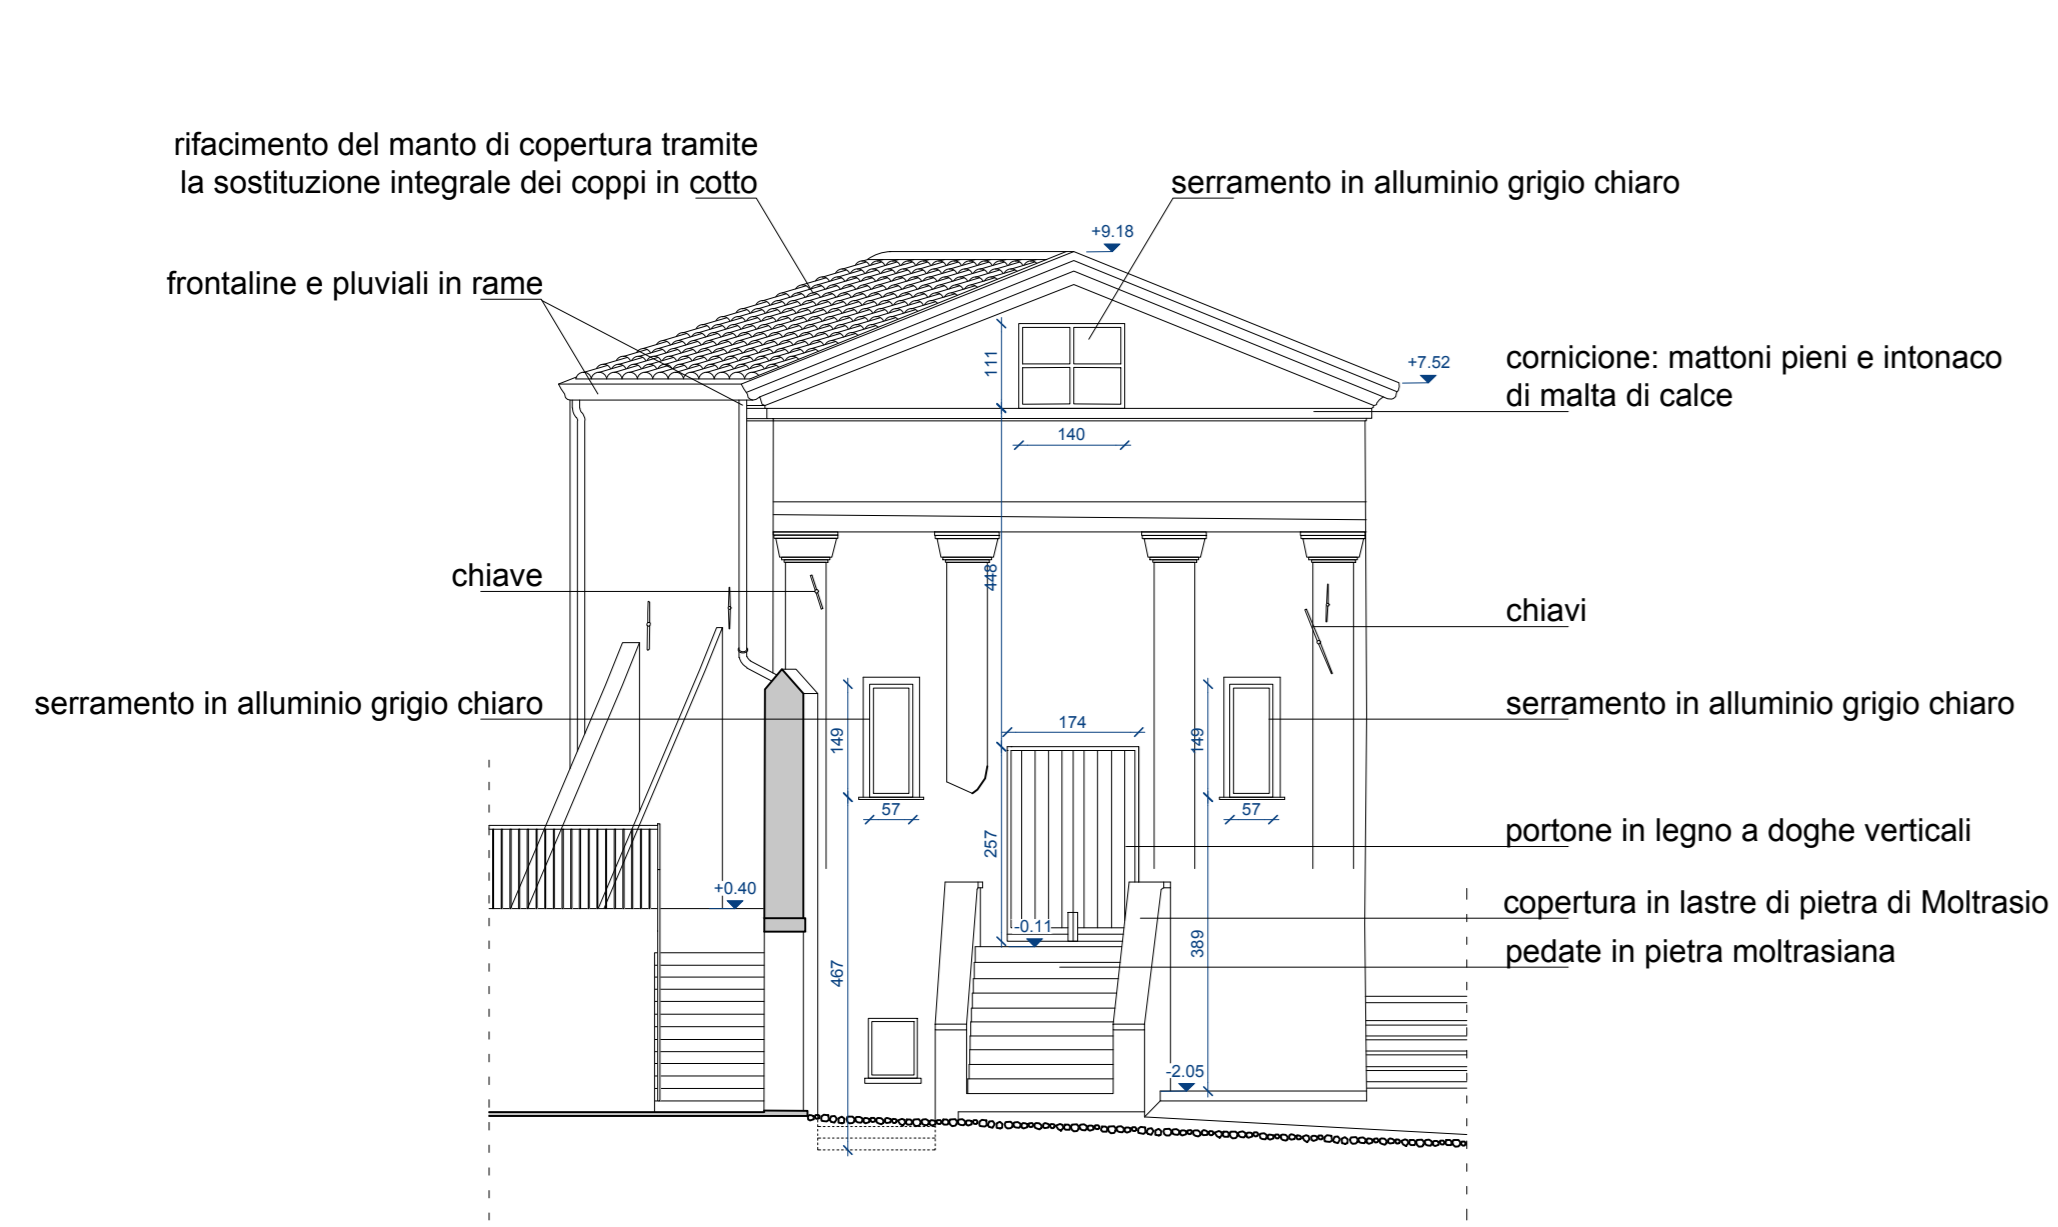 rifacimento del manto di copertura tramite
la sostituzione integrale dei coppi in cotto
serramento in alluminio grigio chiaro
+9.18
frontaline e pluviali in rame
111
+7.52
cornicione: mattoni pieni e intonaco
di malta di calce
140
chiave
448
chiavi
serramento in alluminio grigio chiaro
serramento in alluminio grigio chiaro
174
149
149
57
57
257
portone in legno a doghe verticali
+0.40
copertura in lastre di pietra di Moltrasio
-0.11
389
pedate in pietra moltrasiana
467
-2.05